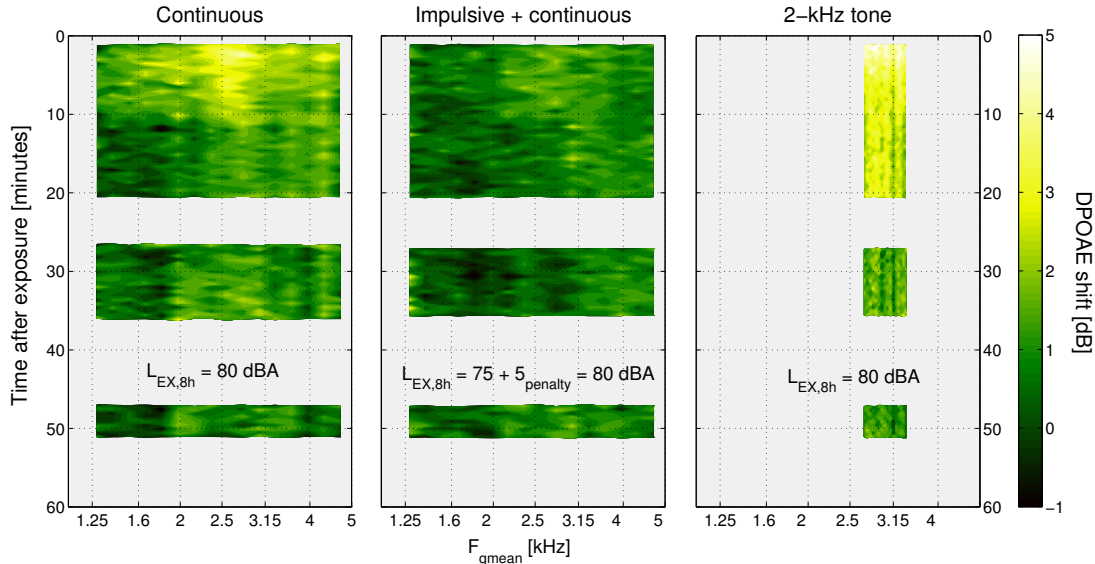 Continuous
Impulsive + continuous
2−kHz tone
0
10
20
30
40
50
60
Time after exposure [minutes]
L_EX,8h = 80 dBA
1.25 1.6 2 2.5 3.15 4 5
L_EX,8h = 75 + 5_penalty = 80 dBA
1.25 1.6 2 2.5 3.15 4 5
F_gmean [kHz]
L_EX,8h = 80 dBA
1.25 1.6 2 2.5 3.15 4
0
10
20
30
40
50
60
5
4
3
2
1
0
−1
DPOAE shift [dB]